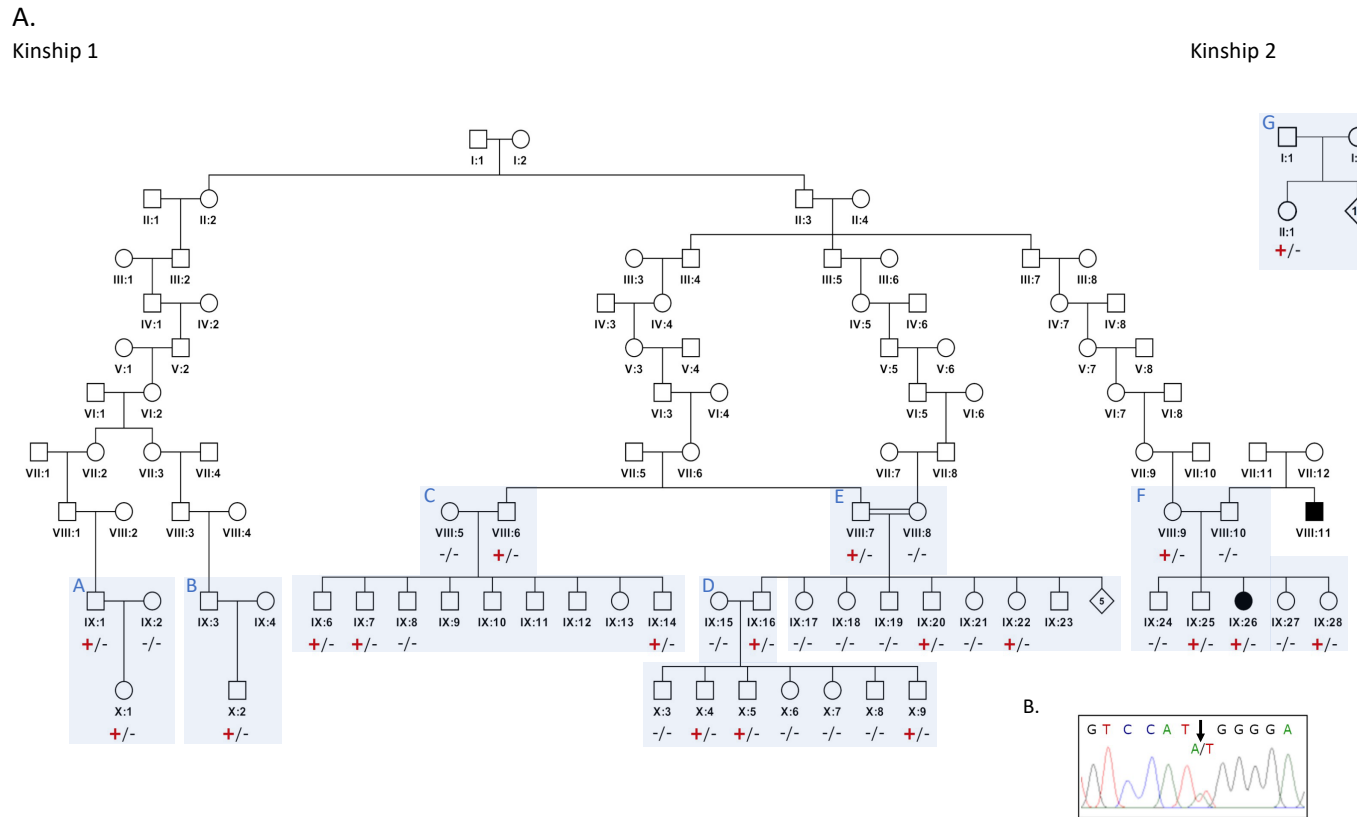 A.
Kinship 1 Kinship 2
G
I:1 I:2 I:1
II:1 II:2 II:3 II:4 II:1
+/-
III:1 III:2 III:3 III:4 III:5 III:6 III:7 III:8
IV:1 IV:2 IV:3 IV:4 IV:5 IV:6 IV:7 IV:8
V:1 V:2 V:3 V:4 V:5 V:6 V:7 V:8
VI:1 VI:2 VI:3 VI:4 VI:5 VI:6 VI:7 VI:8
VII:1 VII:2 VII:3 VII:4 VII:5 VII:6 VII:7 VII:8 VII:9 VII:10 VII:11 VII:12
C E F
VIII:1 VIII:2 VIII:3 VIII:4 VIII:5 VIII:6 VIII:7 VIII:8 VIII:9 VIII:10 VIII:11
-/- +/- +/- -/- +/- -/-
A B D 5
IX:1 IX:2 IX:3 IX:4 IX:6 IX:7 IX:8 IX:9 IX:10 IX:11 IX:12 IX:13 IX:14 IX:15 IX:16 IX:17 IX:18 IX:19 IX:20 IX:21 IX:22 IX:23 IX:24 IX:25 IX:26 IX:27 IX:28
+/- -/- +/- +/- -/- +/- -/- +/- -/- -/- -/- +/- -/- +/- -/- +/- +/- -/- +/-
X:1 X:2 X:3 X:4 X:5 X:6 X:7 X:8 X:9
+/- +/- -/- +/- +/- -/- -/- -/- +/-
B.
G T C C A T G G G G A
A/T